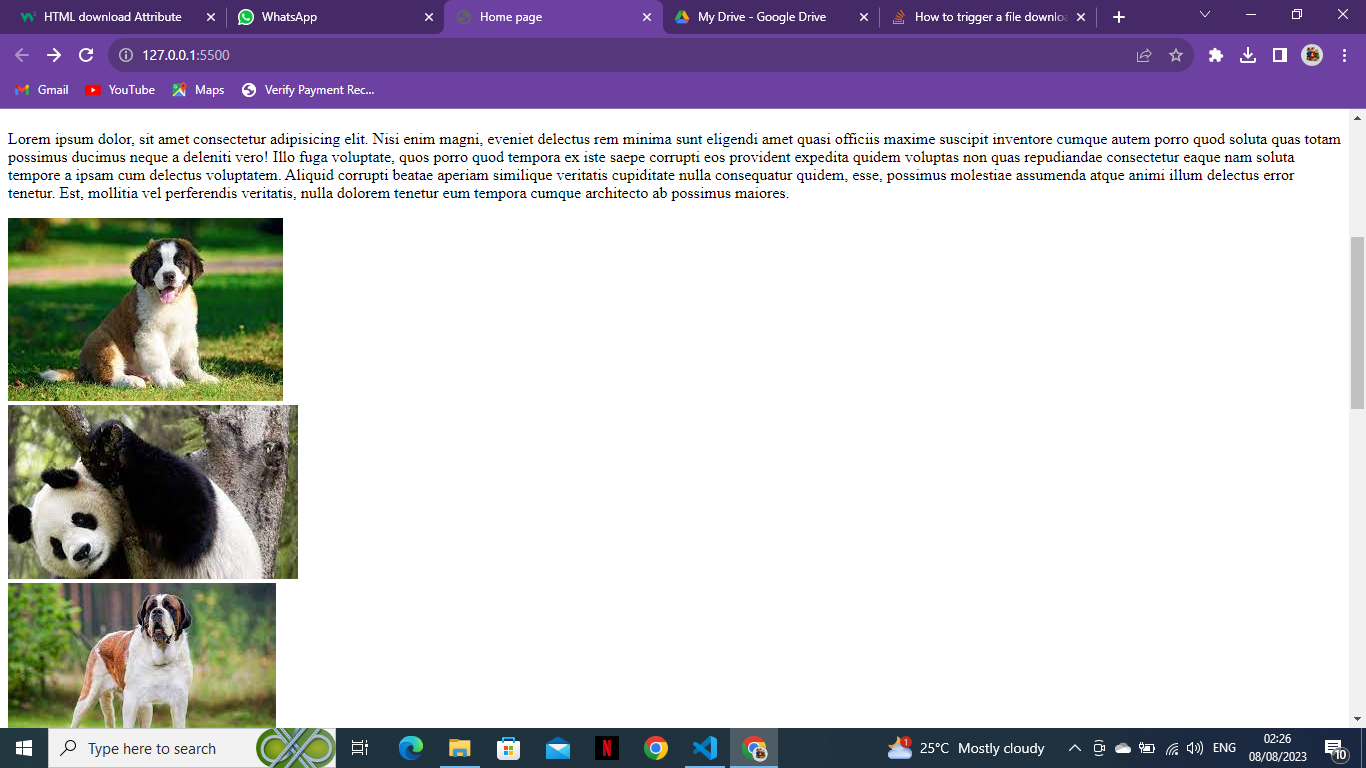 HTML download Attribute
WhatsApp
Home page
My Drive - Google Drive
How to trigger a file downlo
127.0.0.1:5500
Gmail
YouTube
Maps
Verify Payment Rec...
Lorem ipsum dolor, sit amet consectetur adipisicing elit. Nisi enim magni, eveniet delectus rem minima sunt eligendi amet quasi officiis maxime suscipit inventore cumque autem porro quod soluta quas totam
possimus ducimus neque a deleniti vero! Illo fuga voluptate, quos porro quod tempora ex iste saepe corrupti eos provident expedita quidem voluptas non quas repudiandae consectetur eaque nam soluta
tempore a ipsam cum delectus voluptatem. Aliquid corrupti beatae aperiam similique veritatis cupiditate nulla consequatur quidem, esse, possimus molestiae assumenda atque animi illum delectus error
tenetur. Est, mollitia vel perferendis veritatis, nulla dolorem tenetur eum tempora cumque architecto ab possimus maiores.
Type here to search
N
1
25°C Mostly cloudy
ENG
02:26
08/08/2023
10